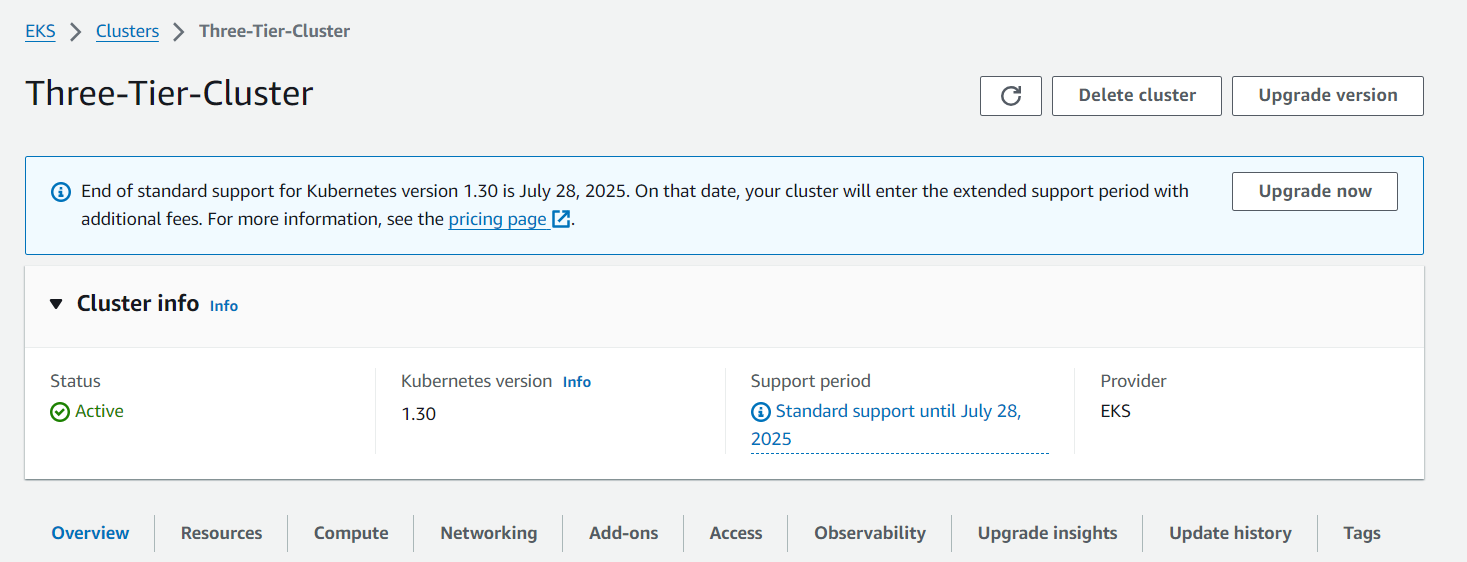 EKS > Clusters > Three-Tier-Cluster
Three-Tier-Cluster
Delete cluster
Upgrade version
End of standard support for Kubernetes version 1.30 is July 28, 2025. On that date, your cluster will enter the extended support period with
additional fees. For more information, see the pricing page.
Upgrade now
Cluster info Info
Status
Active
Kubernetes version Info
1.30
Support period
Standard support until July 28,
2025
Provider
EKS
Overview
Resources
Compute
Networking
Add-ons
Access
Observability
Upgrade insights
Update history
Tags